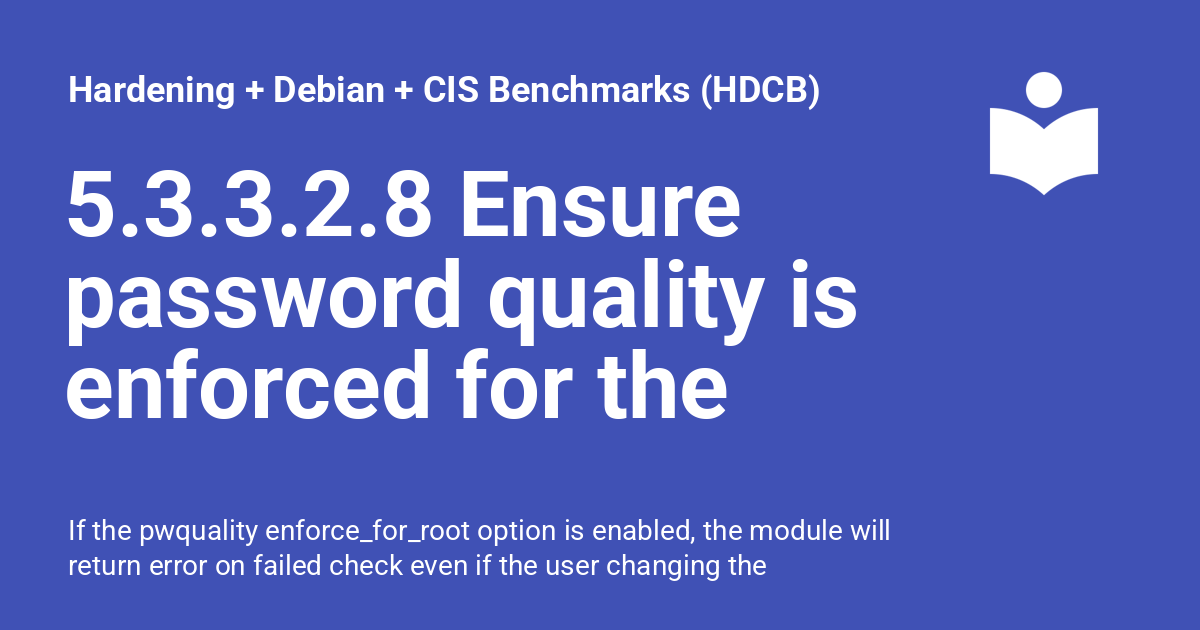 Hardening + Debian + CIS Benchmarks (HDCB)
5.3.3.2.8 Ensure
password quality is
enforced for the
If the pwquality enforce_for_root option is enabled, the module will
return error on failed check even if the user changing the